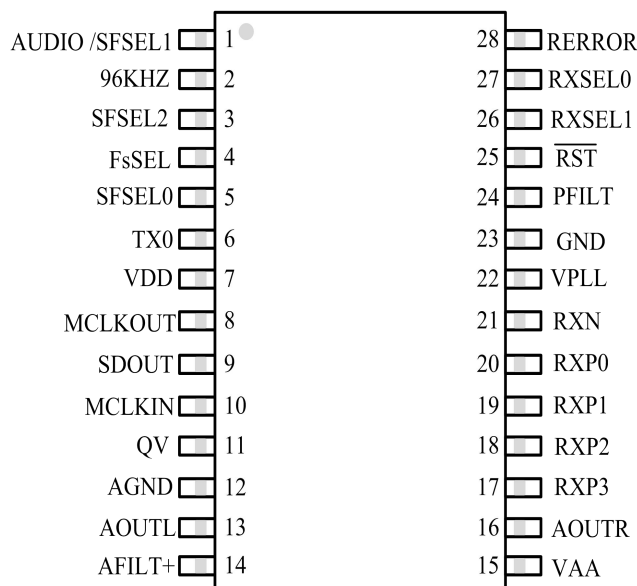 AUDIO /SFSEL1 1 28 RERROR
96KHZ 2 27 RXSEL0
SFSEL2 3 26 RXSEL1
FsSEL 4 25 RST
SFSEL0 5 24 PFILT
TX0 6 23 GND
VDD 7 22 VPLL
MCLKOUT 8 21 RXN
SDOUT 9 20 RXP0
MCLKIN 10 19 RXP1
QV 11 18 RXP2
AGND 12 17 RXP3
AOUTL 13 16 AOUTR
AFILT+ 14 15 VAA